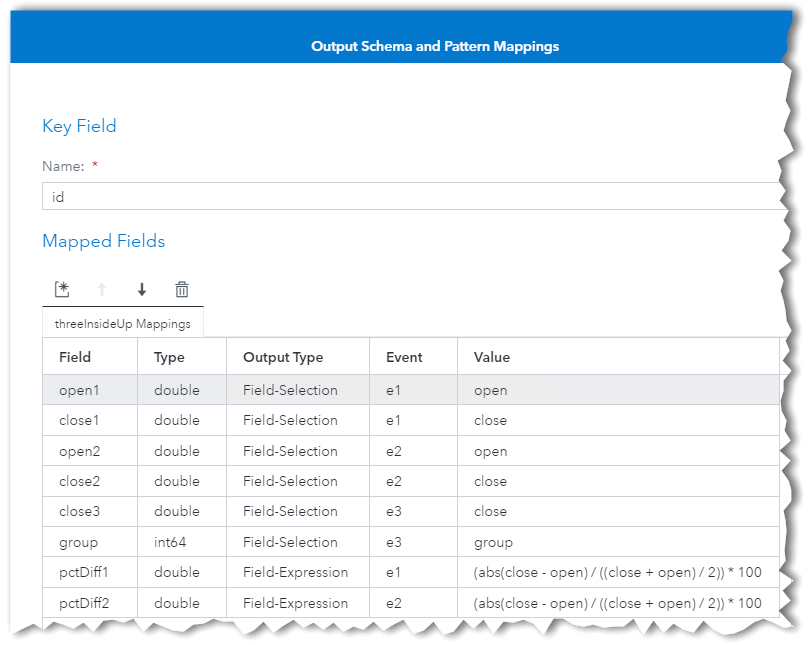 Output Schema and Pattern Mappings
Key Field
Name: *
id
Mapped Fields
threeInsideUp Mappings
Field Type Output Type Event Value
open1 double Field-Selection e1 open
close1 double Field-Selection e1 close
open2 double Field-Selection e2 open
close2 double Field-Selection e2 close
close3 double Field-Selection e3 close
group int64 Field-Selection e3 group
pctDiff1 double Field-Expression e1 (abs(close - open) / ((close + open) / 2)) * 100
pctDiff2 double Field-Expression e2 (abs(close - open) / ((close + open) / 2)) * 100